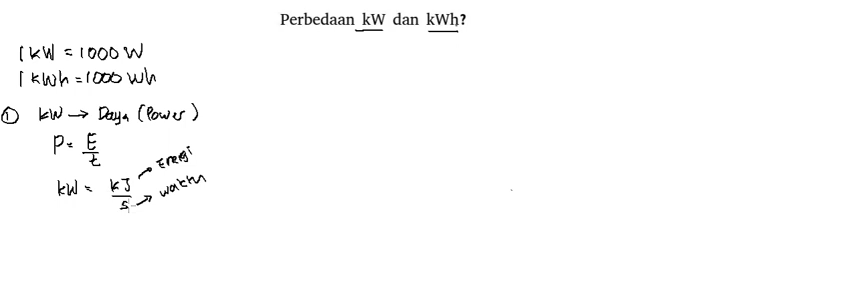 Perbedaan kW dan kWh?
1 kW = 1000 W
1 kWh = 1000 Wh
① kW → Daya (Power)
P = E/t
kW = kJ/s → Energi → waktu